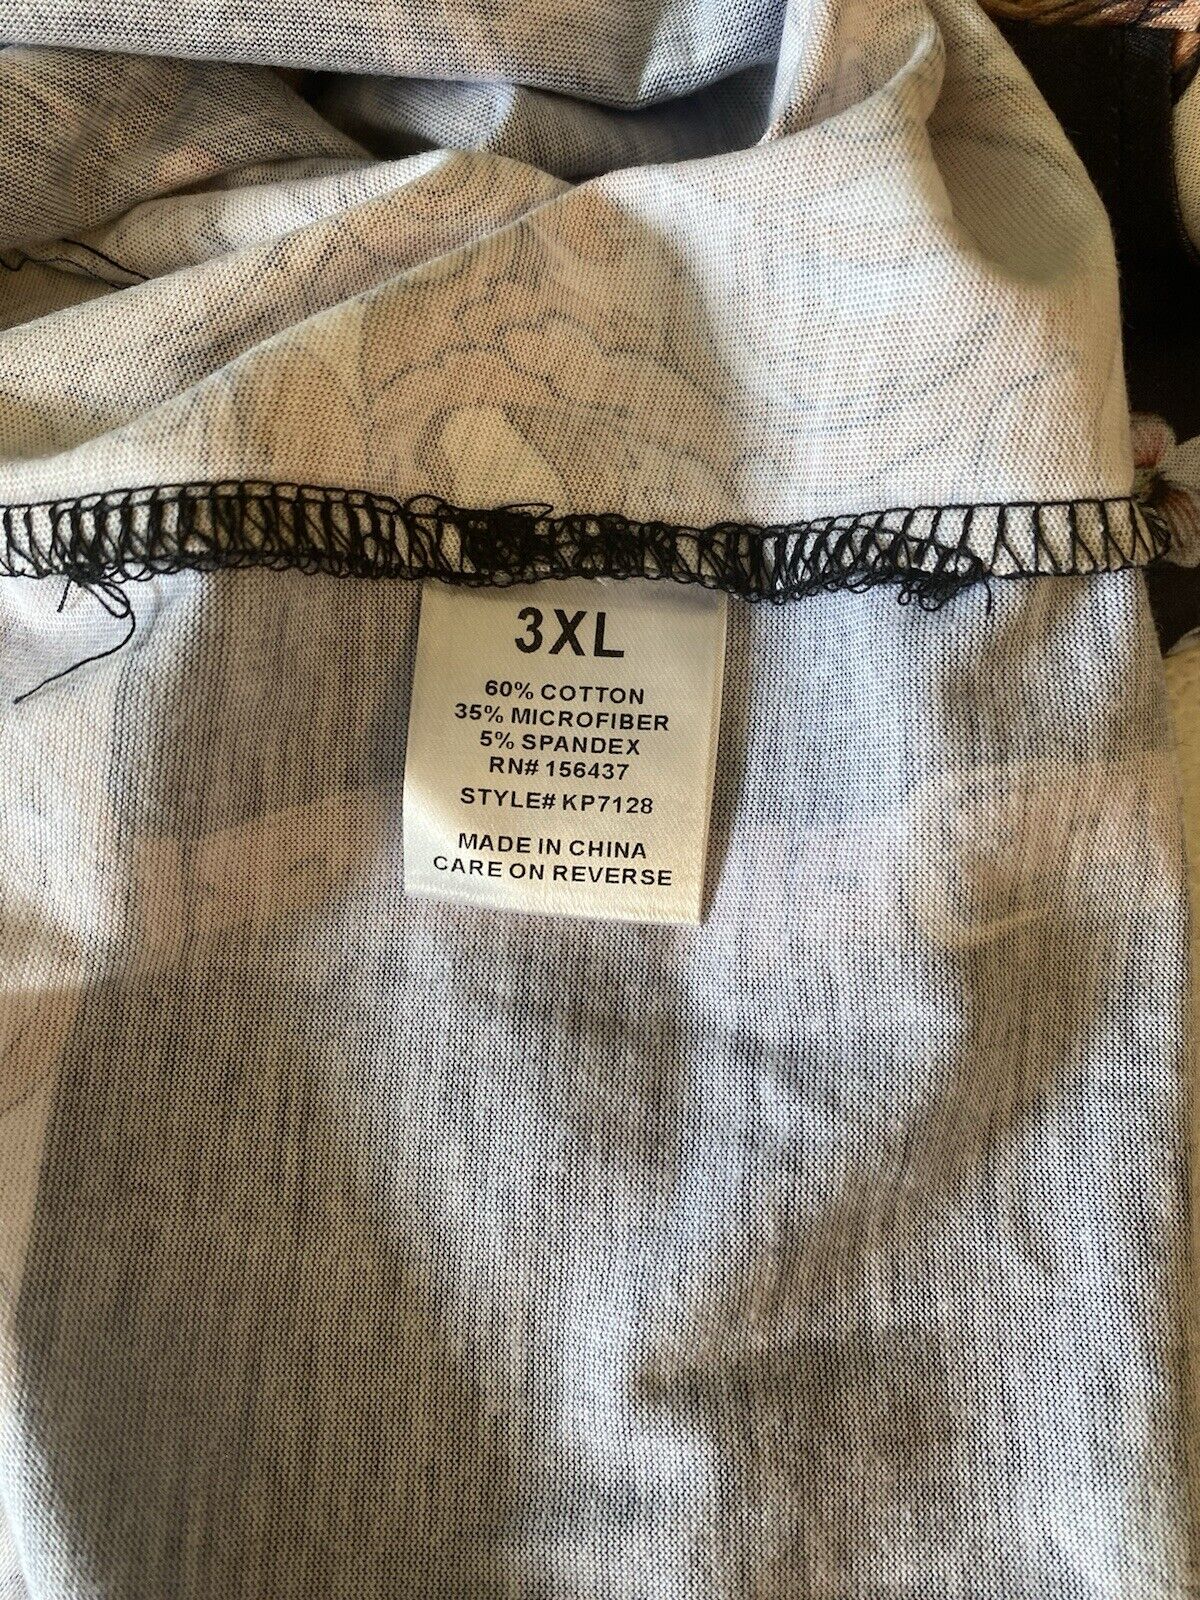 3XL
60% COTTON
35% MICROFIBER
5% SPANDEX
RN# 156437
STYLE# KP7128
MADE IN CHINA
CARE ON REVERSE